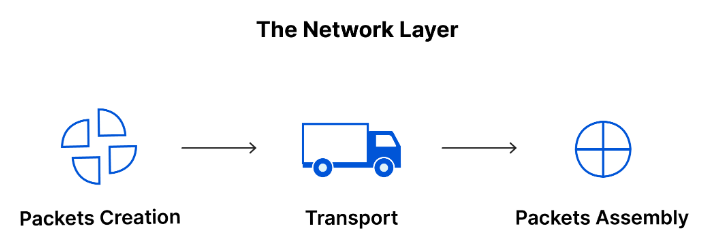 The Network Layer
Packets Creation
Transport
Packets Assembly